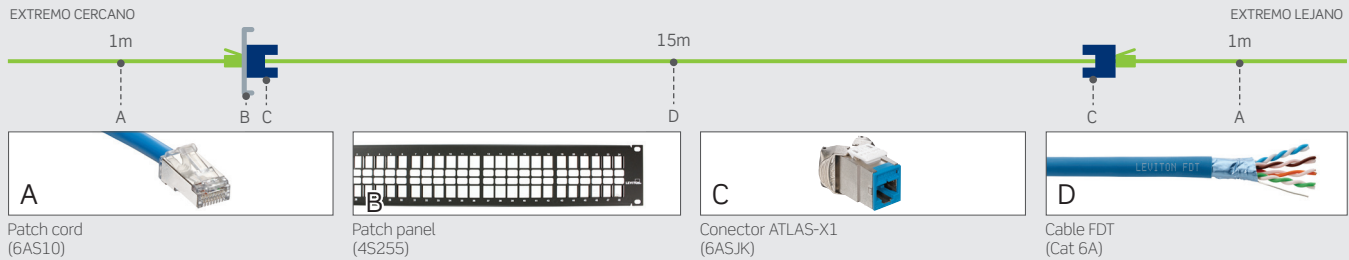 EXTREMO CERCANO
EXTREMO LEJANO
1m
15m
1m
A
B
C
D
C
A
A
Patch cord
(6AS10)
B
LEVITON
Patch panel
(4S255)
C
Conector ATLAS-X1
(6ASJK)
D
LEVITON FDT
Cable FDT
(Cat 6A)